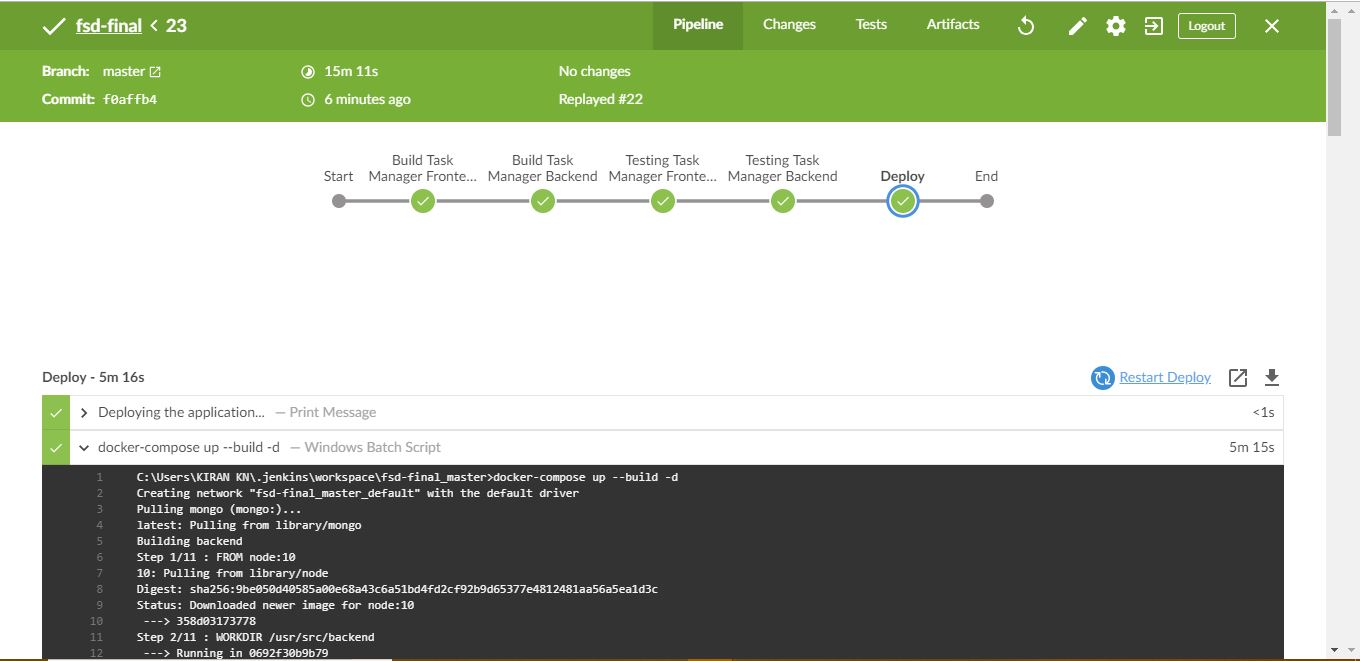 fsd-final < 23
Pipeline Changes Tests Artifacts Logout
Branch: master 15m 11s No changes
Commit: f0affb4 6 minutes ago Replayed #22
Start Build Task Manager Fronte... Build Task Manager Backend Testing Task Manager Fronte... Testing Task Manager Backend Deploy End
Deploy - 5m 16s Restart Deploy
Deploying the application... — Print Message <1s
docker-compose up --build -d — Windows Batch Script 5m 15s
1 C:\Users\KIRAN KN\.jenkins\workspace\fsd-final_master>docker-compose up --build -d
2 Creating network "fsd-final_master_default" with the default driver
3 Pulling mongo (mongo:)...
4 latest: Pulling from library/mongo
5 Building backend
6 Step 1/11 : FROM node:10
7 10: Pulling from library/node
8 Digest: sha256:9be050d40585a00e68a43c6a51bd4fd2cf92b9d65377e4812481aa56a5ea1d3c
9 Status: Downloaded newer image for node:10
10 ---> 358d03173778
11 Step 2/11 : WORKDIR /usr/src/backend
12 ---> Running in 0692f30b9b79